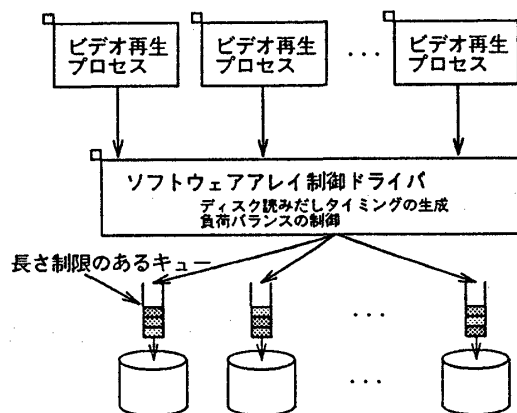 ビデオ再生
プロセス
ビデオ再生
プロセス
...
ビデオ再生
プロセス
ソフトウェアアレイ制御ドライバ
ディスク読みだしタイミングの生成
負荷バランスの制御
長さ制限のあるキュー
...
...